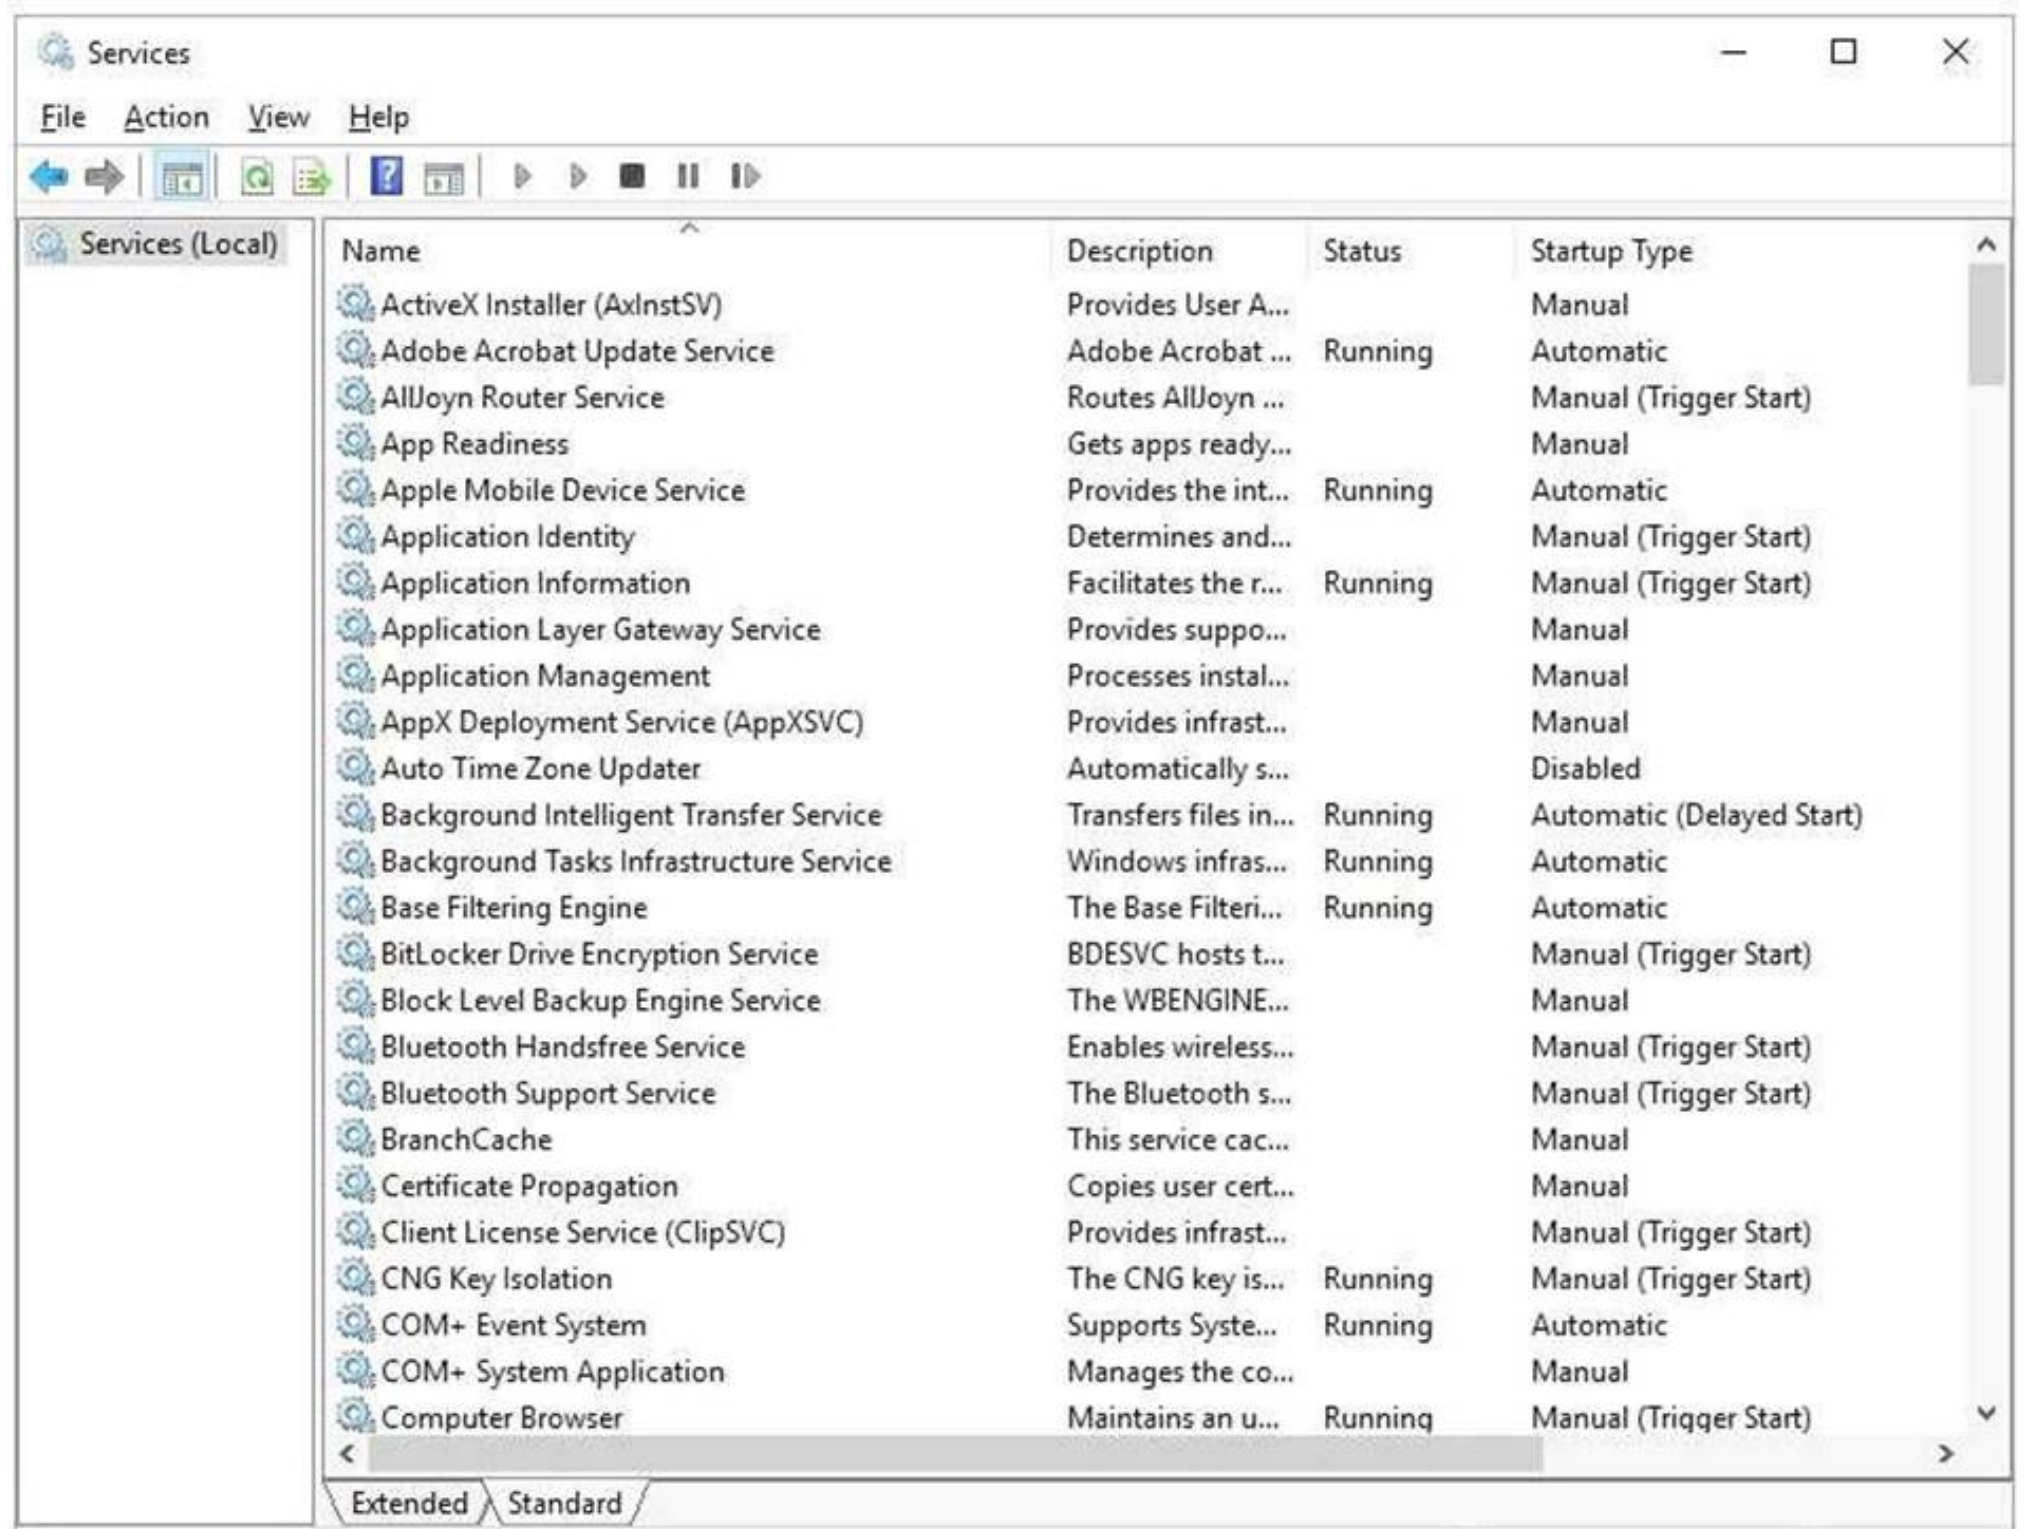 Services
File Action View Help
Services (Local)
Name Description Status Startup Type
ActiveX Installer (AxInstSV) Provides User A... Manual
Adobe Acrobat Update Service Adobe Acrobat ... Running Automatic
AllJoyn Router Service Routes AllJoyn ... Manual (Trigger Start)
App Readiness Gets apps ready... Manual
Apple Mobile Device Service Provides the int... Running Automatic
Application Identity Determines and... Manual (Trigger Start)
Application Information Facilitates the r... Running Manual (Trigger Start)
Application Layer Gateway Service Provides suppo... Manual
Application Management Processes instal... Manual
AppX Deployment Service (AppXSVC) Provides infrast... Manual
Auto Time Zone Updater Automatically s... Disabled
Background Intelligent Transfer Service Transfers files in... Running Automatic (Delayed Start)
Background Tasks Infrastructure Service Windows infras... Running Automatic
Base Filtering Engine The Base Filteri... Running Automatic
BitLocker Drive Encryption Service BDESVC hosts t... Manual (Trigger Start)
Block Level Backup Engine Service The WBENGINE... Manual
Bluetooth Handsfree Service Enables wireless... Manual (Trigger Start)
Bluetooth Support Service The Bluetooth s... Manual (Trigger Start)
BranchCache This service cac... Manual
Certificate Propagation Copies user cert... Manual
Client License Service (ClipSVC) Provides infrast... Manual (Trigger Start)
CNG Key Isolation The CNG key is... Running Manual (Trigger Start)
COM+ Event System Supports Syste... Running Automatic
COM+ System Application Manages the co... Manual
Computer Browser Maintains an u... Running Manual (Trigger Start)
Extended Standard